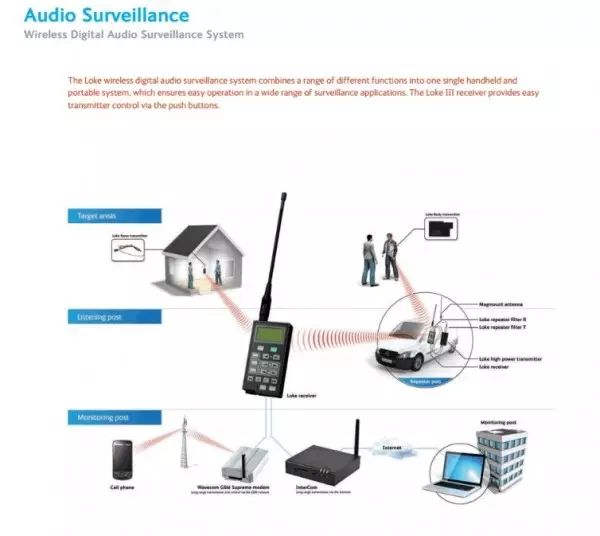 Audio Surveillance
Wireless Digital Audio Surveillance System
The Loke wireless digital audio surveillance system combines a range of different functions into one single handheld and
portable system, which ensures easy operation in a wide range of surveillance applications. The Loke III receiver provides easy
transmitter control via the push buttons.
Target areas
Loke Room transmitter
Loke Body transmitter
Listening post
Magmount antenna
Loke repeater filter R
Loke repeater filter T
Loke high power transmitter
Loke receiver
Repeater post
Loke receiver
Monitoring post
Monitoring post
Internet
Cell phone
Wavecom GSM Supreme modem
InterCom